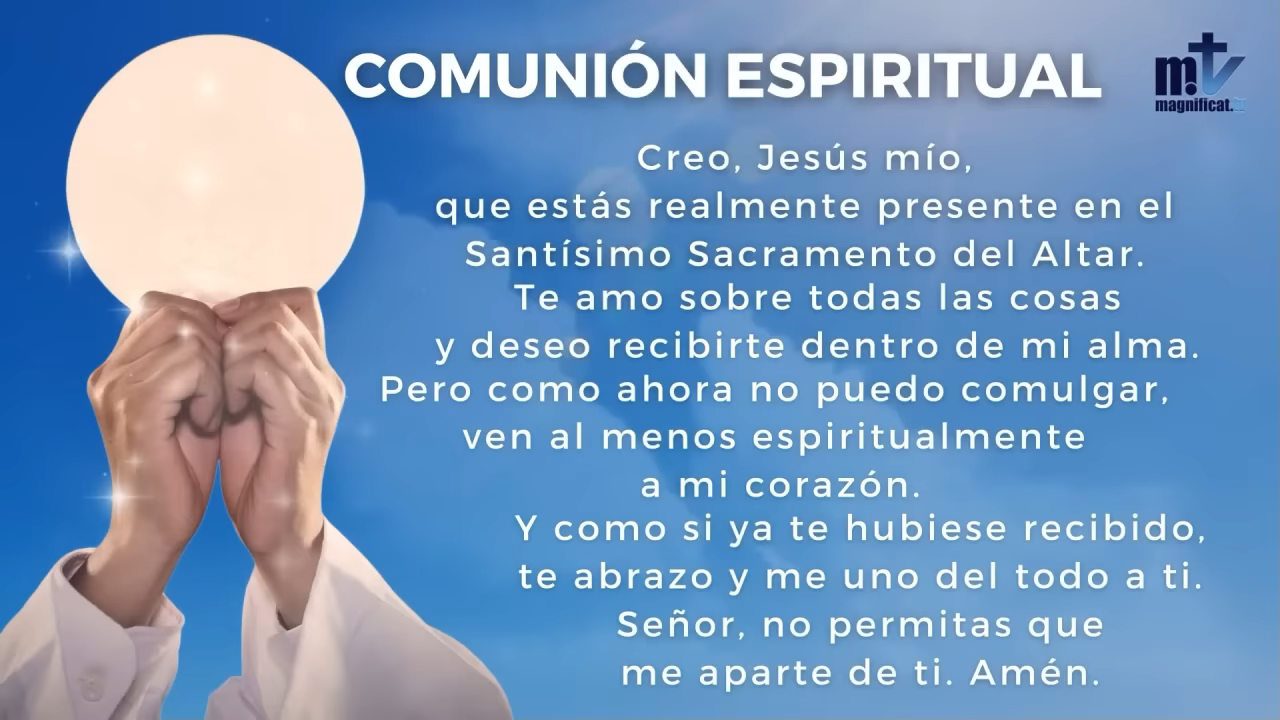 COMUNIÓN ESPIRITUAL
magnificat.
Creo, Jesús mío,
que estás realmente presente en el
Santísimo Sacramento del Altar.
Te amo sobre todas las cosas
y deseo recibirte dentro de mi alma.
Pero como ahora no puedo comulgar,
ven al menos espiritualmente
a mi corazón.
Y como si ya te hubiese recibido,
te abrazo y me uno del todo a ti.
Señor, no permitas que
me aparte de ti. Amén.